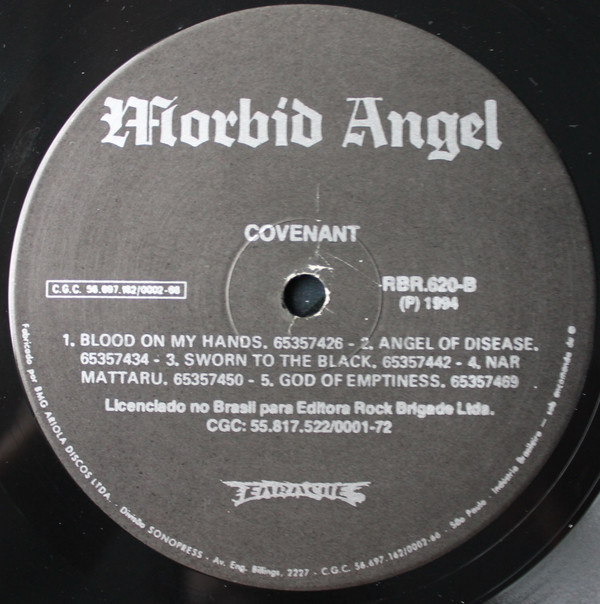 Morbid Angel
COVENANT
C.G.C. 56.697.162/0002-66
RBR.620-B
(P) 1994
1. BLOOD ON MY HANDS. 65357426 - 2. ANGEL OF DISEASE.
65357434 - 3. SWORN TO THE BLACK. 65357442 - 4. NAR
MATTARU. 65357450 - 5. GOD OF EMPTINESS. 65357469
Licenciado no Brasil para Editora Rock Brigade Ltda.
CGC: 55.817.522/0001-72
EARACHE
Fabricado por BMG ARIOLA DISCOS LTDA. - Divisão SONOPRESS - Av. Eng. Billings, 2227 - C.G.C. 56.697.162/0002-66 - São Paulo - Indústria Brasileira - sob encomenda de